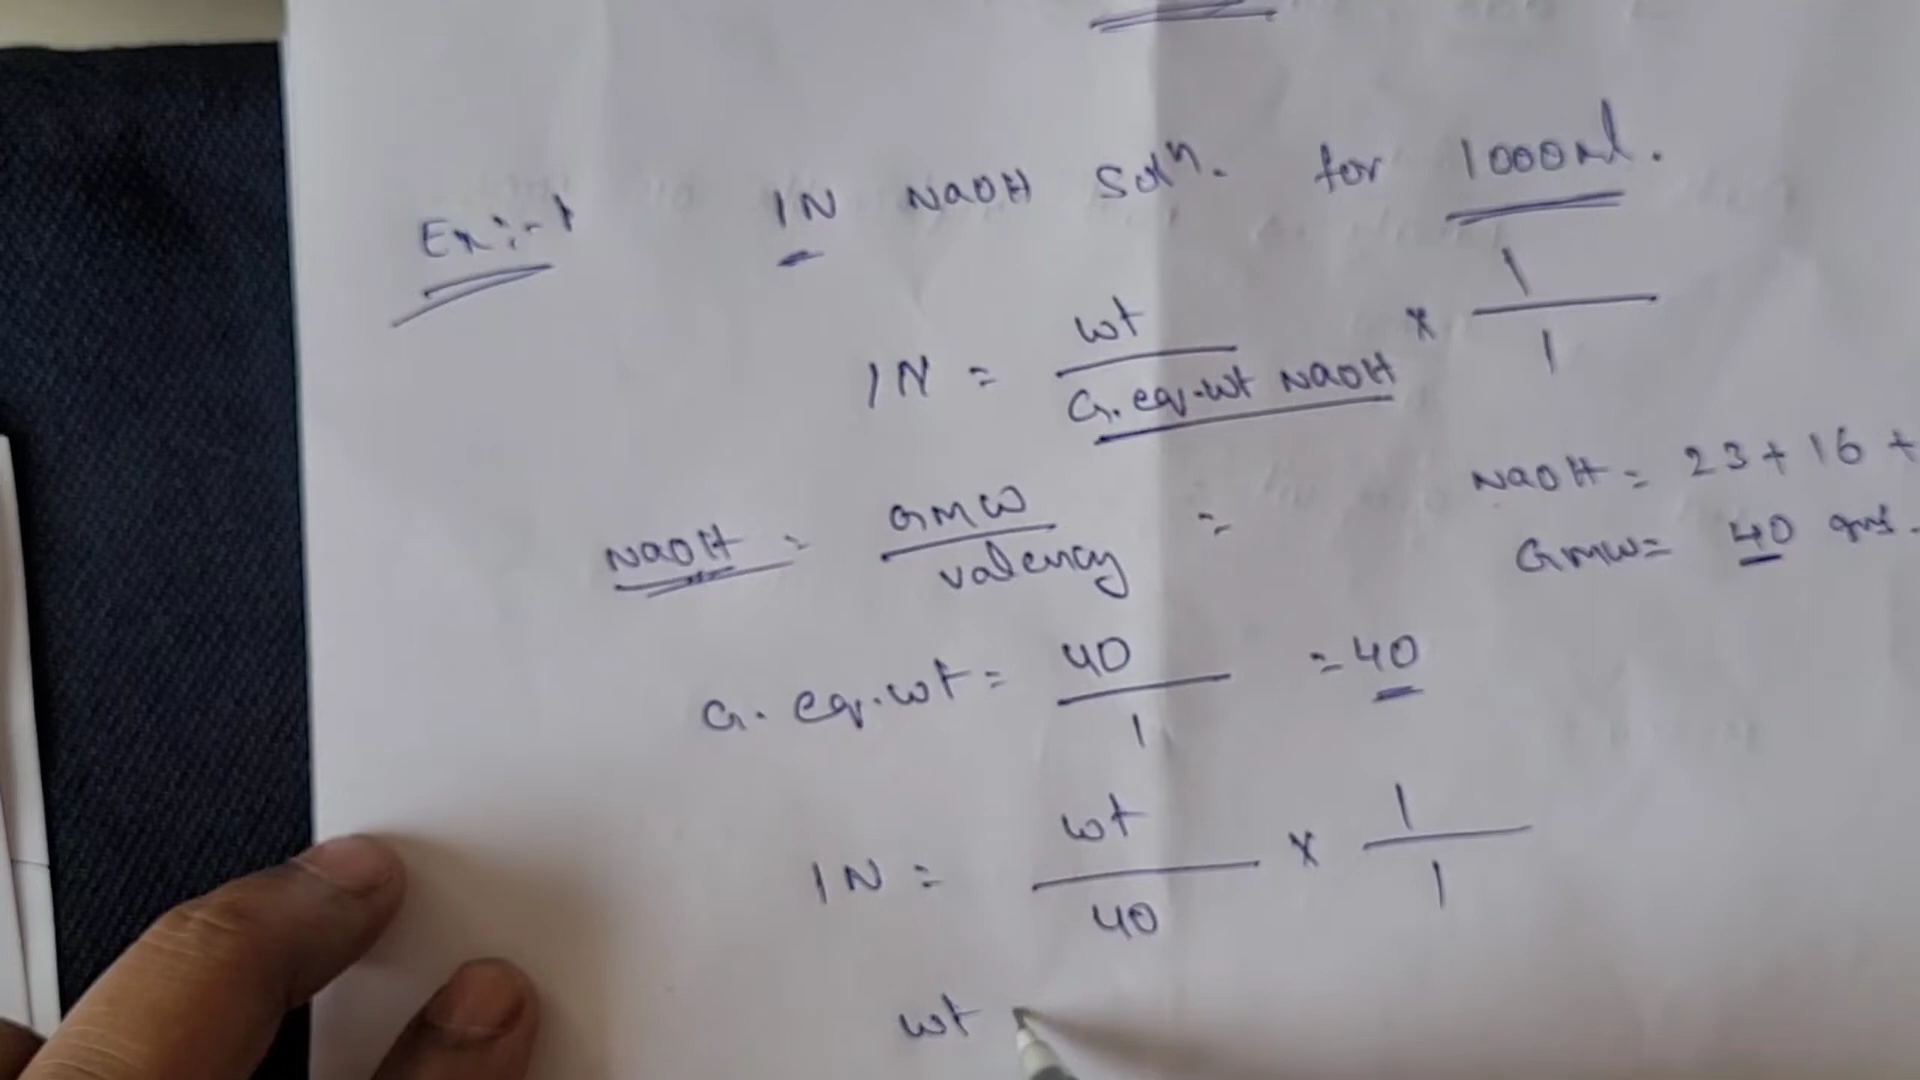 Ex:-1 1N NaOH Solⁿ. for 1000ml.
1N = wt / G.eq.wt NaOH × 1 / 1
NaOH = 23 + 16 +
NaOH = GMW / valency =
GMW = 40 gms.
G.eq.wt = 40 / 1 = 40
1N = wt / 40 × 1 / 1
wt